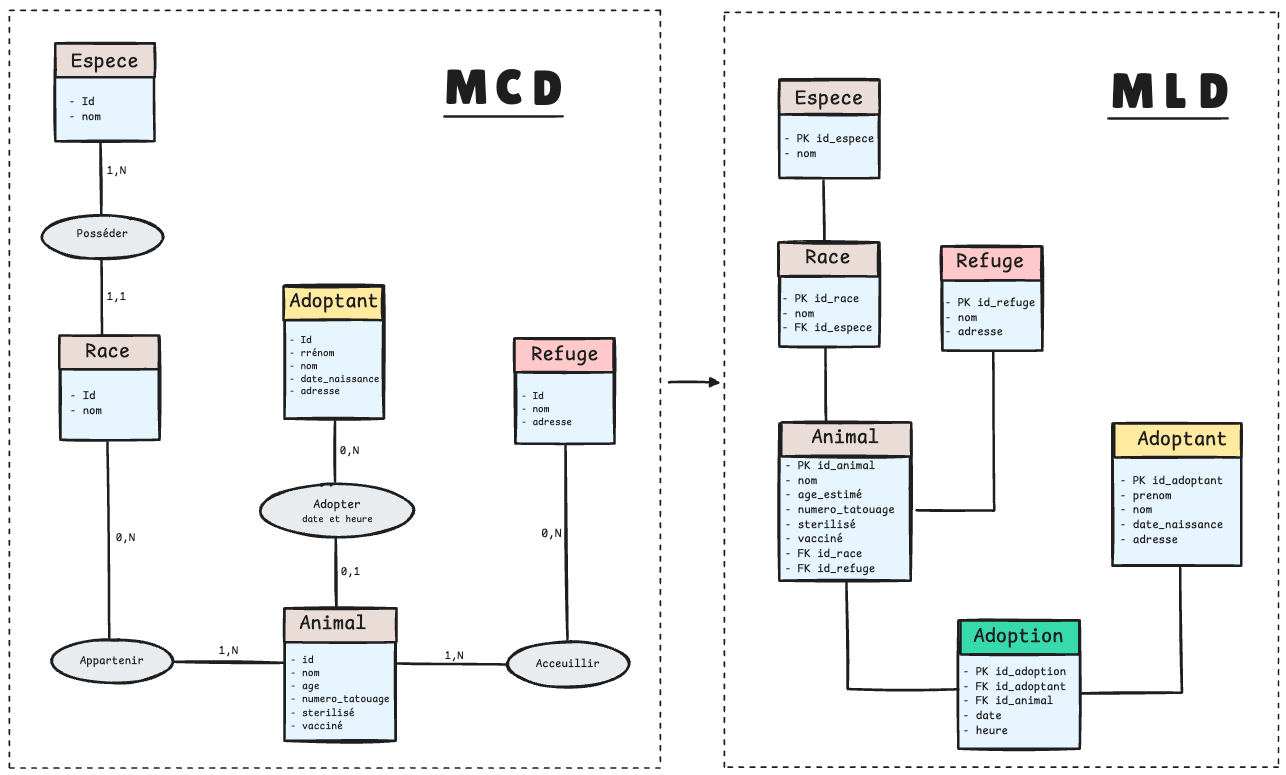 MCD
Espece
- Id
- nom
1,N
Posséder
1,1
Race
- Id
- nom
0,N
Appartenir
1,N
Adoptant
- Id
- rrénom
- nom
- date_naissance
- adresse
0,N
Adopter
date et heure
0,1
Animal
- id
- nom
- age
- numero_tatouage
- sterilisé
- vacciné
1,N
Refuge
- Id
- nom
- adresse
0,N
Acceuillir
MLD
Espece
- PK id_espece
- nom
Race
- PK id_race
- nom
- FK id_espece
Refuge
- PK id_refuge
- nom
- adresse
Animal
- PK id_animal
- nom
- age_estimé
- numero_tatouage
- sterilisé
- vacciné
- FK id_race
- FK id_refuge
Adoptant
- PK id_adoptant
- prenom
- nom
- date_naissance
- adresse
Adoption
- PK id_adoption
- FK id_adoptant
- FK id_animal
- date
- heure